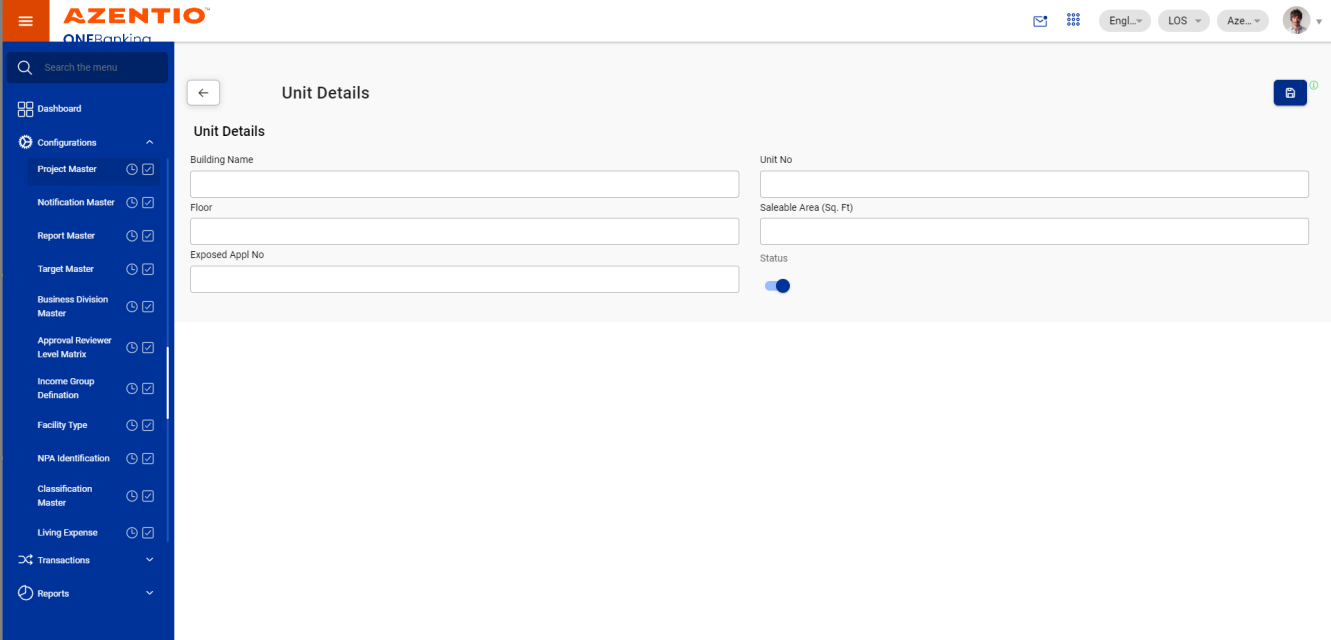 AZENTIO™
ONEBanking
Engl...
LOS
Aze...
Search the menu
Dashboard
Configurations
Project Master
Notification Master
Report Master
Target Master
Business Division
Master
Approval Reviewer
Level Matrix
Income Group
Defination
Facility Type
NPA Identification
Classification
Master
Living Expense
Transactions
Reports
Unit Details
Unit Details
Building Name
Unit No
Floor
Saleable Area (Sq. Ft)
Exposed Appl No
Status